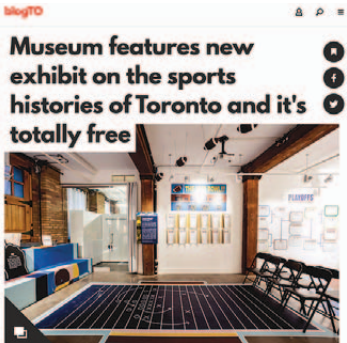 blogTO
Museum features new
exhibit on the sports
histories of Toronto and it's
totally free
PLAYOFFS